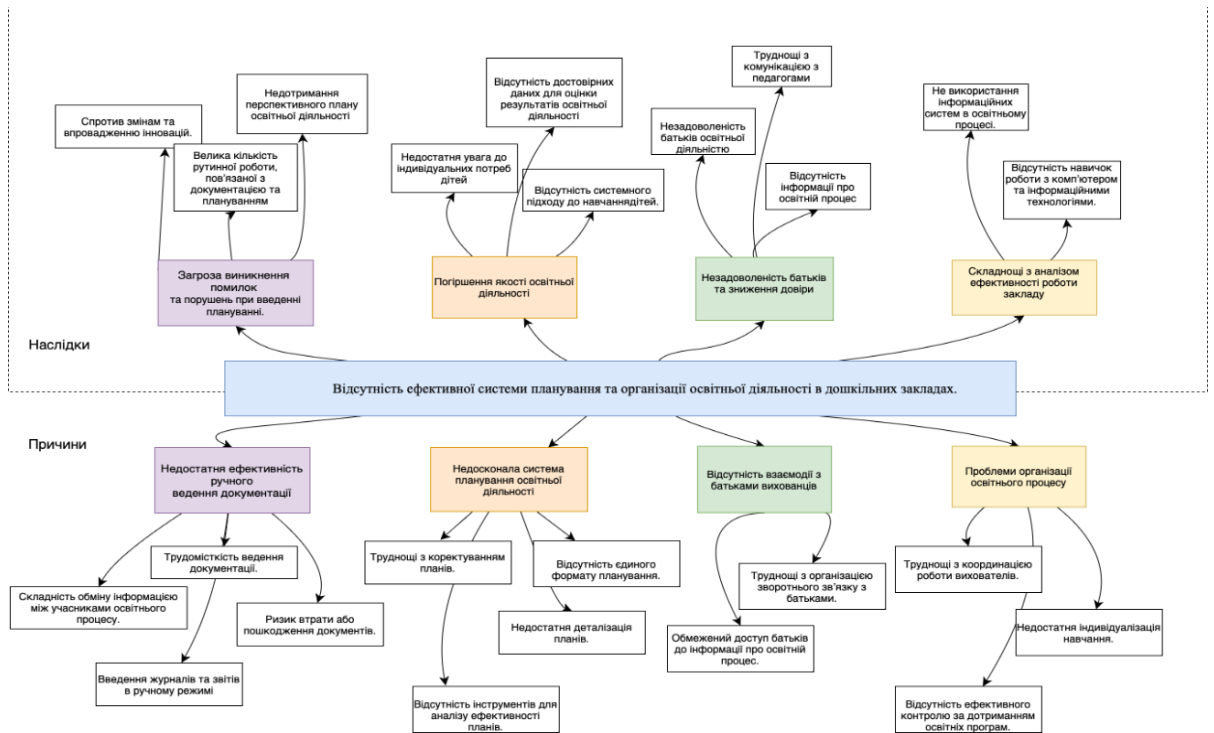 Труднощі з
комунікацією з
педагогами
Відсутність достовірних
даних для оцінки
результатів освітньої
діяльності
Недотримання
перспективного плану
освітньої діяльності
Не використання
інформаційних
систем в освітньому
процесі.
Спротив змінам та
впровадженню інновацій.
Незадоволеність
батьків освітньої
діяльністю
Велика кількість
рутинної роботи,
пов'язаної з
документацією та
плануванням
Недостатня увага до
індивідуальних потреб
дітей
Відсутність
інформації про
освітній процес
Відсутність навичок
роботи з комп'ютером
та інформаційними
технологіями.
Відсутність системного
підходу до навчаннядітей.
Загроза виникнення
помилок
та порушень при введенні
плануванні.
Погіршення якості освітньої
діяльності
Незадоволеність батьків
та зниження довіри
Складнощі з аналізом
ефективності роботи
закладу
Наслідки
Відсутність ефективної системи планування та організації освітньої діяльності в дошкільних закладах.
Причини
Недостатня ефективність
ручного
ведення документації
Недосконала система
планування освітньої
діяльності
Відсутність взаємодії з
батьками вихованців
Проблеми організації
освітнього процесу
Трудомісткість ведення
документації.
Труднощі з коректуванням
планів.
Відсутність єдиного
формату планування.
Труднощі з координацією
роботи вихователів.
Складність обміну інформацією
між учасниками освітнього
процесу.
Труднощі з організацією
зворотнього зв'язку з
батьками.
Ризик втрати або
пошкодження документів.
Недостатня деталізація
планів.
Обмежений доступ батьків
до інформації про освітній
процес.
Недостатня індивідуалізація
навчання.
Введення журналів та звітів
в ручному режимі
Відсутність інструментів для
аналізу ефективності
планів.
Відсутність ефективного
контролю за дотриманням
освітніх програм.